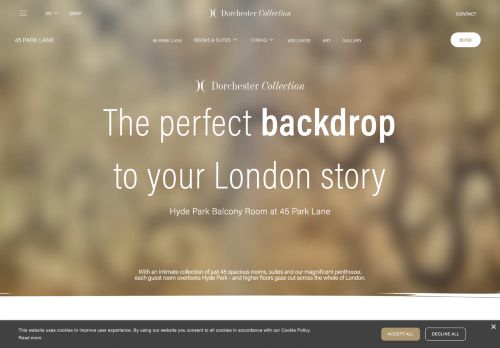 EN
SHOP
Dorchester Collection
CONTACT
45 PARK LANE
45 PARK LANE
ROOMS & SUITES
DINING
WELLNESS
ART
GALLERY
BOOK
Dorchester Collection
The perfect backdrop
to your London story
Hyde Park Balcony Room at 45 Park Lane
With an intimate collection of just 45 spacious rooms, suites and our magnificent penthouse,
each guest room overlooks Hyde Park - and higher floors gaze out across the whole of London.
This website uses cookies to improve user experience. By using our website you consent to all cookies in accordance with our Cookie Policy.
Read more
ACCEPT ALL
DECLINE ALL